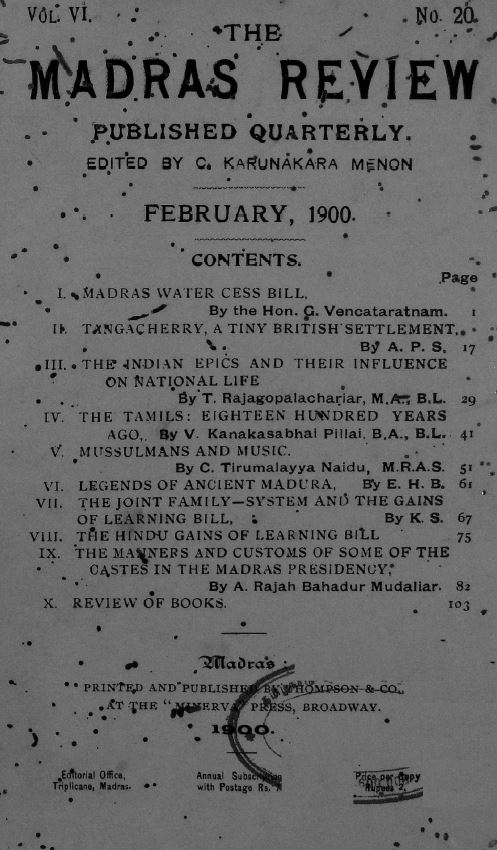 VOL. VI. No. 20.
THE
MADRAS REVIEW
PUBLISHED QUARTERLY.
EDITED BY C. KARUNAKARA MENON
FEBRUARY, 1900.
CONTENTS.
Page
I. MADRAS WATER CESS BILL,
By the Hon. G. Vencataratnam. 1
II. TANGACHERRY, A TINY BRITISH SETTLEMENT,
By A. P. S. 17
III. THE INDIAN EPICS AND THEIR INFLUENCE
ON NATIONAL LIFE
By T. Rajagopalachariar, M.A., B.L. 29
IV. THE TAMILS: EIGHTEEN HUNDRED YEARS
AGO, By V. Kanakasabhai Pillai, B.A., B.L. 41
V. MUSSULMANS AND MUSIC.
By C. Tirumalayya Naidu, M.R.A.S. 51
VI. LEGENDS OF ANCIENT MADURA, By E. H. B. 61
VII. THE JOINT FAMILY-SYSTEM AND THE GAINS
OF LEARNING BILL, By K. S. 67
VIII. THE HINDU GAINS OF LEARNING BILL 75
IX. THE MANNERS AND CUSTOMS OF SOME OF THE
CASTES IN THE MADRAS PRESIDENCY,
By A. Rajah Bahadur Mudaliar. 82
X. REVIEW OF BOOKS. 103
Madras
PRINTED AND PUBLISHED BY THOMPSON & CO.,
AT THE "MINERVA" PRESS, BROADWAY.
1900.
Editorial Office, Annual Subscription Price per Copy
Triplicane, Madras. with Postage Rs. Rupees 2.